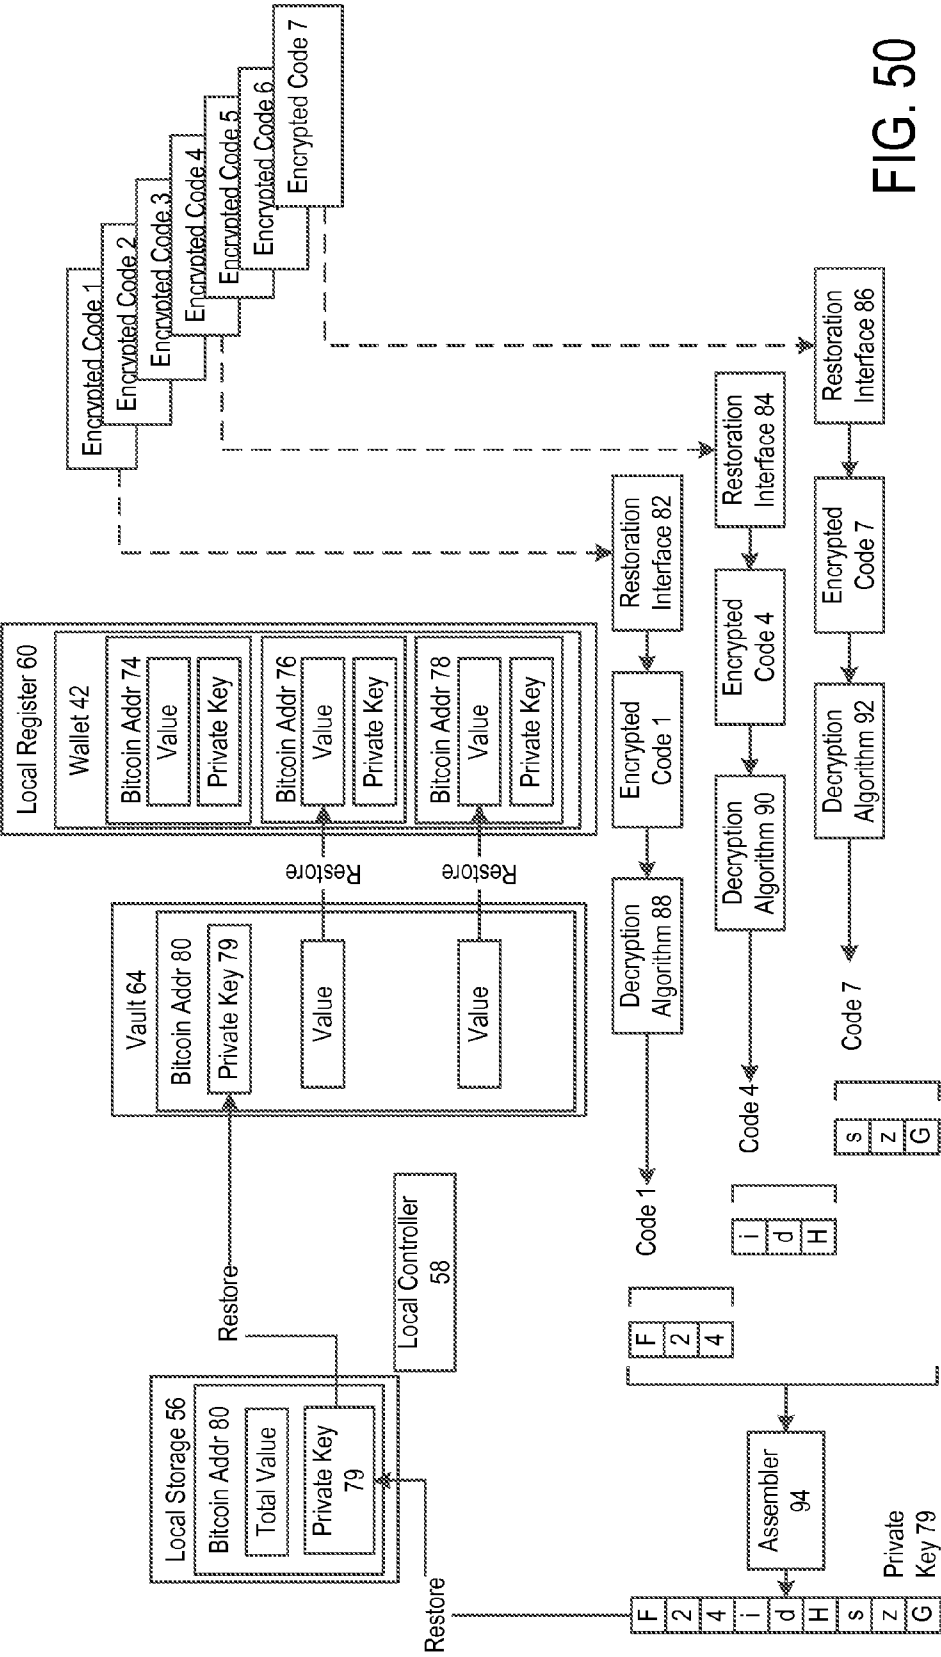 Local Storage 56
Bitcoin Addr 80
Total Value
Private Key
79
Restore
Restore
Local Controller
58
Vault 64
Bitcoin Addr 80
Private Key 79
Value
Value
Restore
Restore
Local Register 60
Wallet 42
Bitcoin Addr 74
Value
Private Key
Bitcoin Addr 76
Value
Private Key
Bitcoin Addr 78
Value
Private Key
Encrypted Code 1
Encrypted Code 2
Encrypted Code 3
Encrypted Code 4
Encrypted Code 5
Encrypted Code 6
Encrypted Code 7
Restoration
Interface 82
Encrypted
Code 1
Decryption
Algorithm 88
Code 1
Restoration
Interface 84
Encrypted
Code 4
Decryption
Algorithm 90
Code 4
Restoration
Interface 86
Encrypted
Code 7
Decryption
Algorithm 92
Code 7
F
2
4
i
d
H
s
z
G
Assembler
94
F
2
4
i
d
H
s
z
G
Private
Key 79
FIG. 50